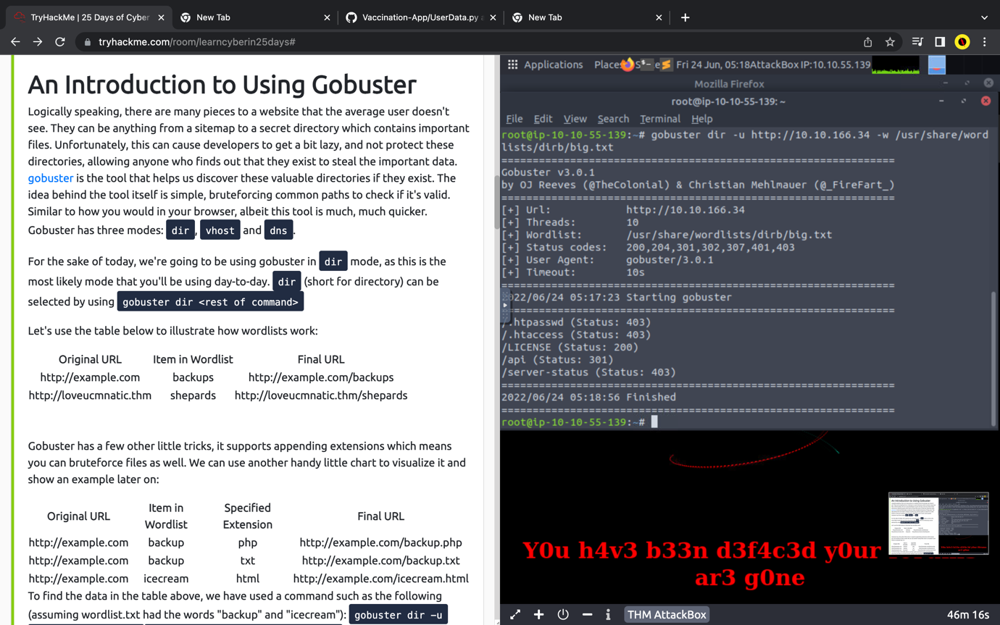 TryHackMe | 25 Days of Cyber
New Tab
Vaccination-App/UserData.py a
New Tab
tryhackme.com/room/learncyberin25days#
An Introduction to Using Gobuster
Logically speaking, there are many pieces to a website that the average user doesn't
see. They can be anything from a sitemap to a secret directory which contains important
files. Unfortunately, this can cause developers to get a bit lazy, and not protect these
directories, allowing anyone who finds out that they exist to steal the important data.
gobuster is the tool that helps us discover these valuable directories if they exist. The
idea behind the tool itself is simple, bruteforcing common paths to check if it's valid.
Similar to how you would in your browser, albeit this tool is much, much quicker.
Gobuster has three modes: dir, vhost and dns.
For the sake of today, we're going to be using gobuster in dir mode, as this is the
most likely mode that you'll be using day-to-day. dir (short for directory) can be
selected by using gobuster dir <rest of command>
Let's use the table below to illustrate how wordlists work:
Original URL Item in Wordlist Final URL
http://example.com backups http://example.com/backups
http://loveucmnatic.thm shepards http://loveucmnatic.thm/shepards
Gobuster has a few other little tricks, it supports appending extensions which means
you can bruteforce files as well. We can use another handy little chart to visualize it and
show an example later on:
Original URL Item in Wordlist Specified Extension Final URL
http://example.com backup php http://example.com/backup.php
http://example.com backup txt http://example.com/backup.txt
http://example.com icecream html http://example.com/icecream.html
To find the data in the table above, we have used a command such as the following
(assuming wordlist.txt had the words "backup" and "icecream"): gobuster dir -u
Applications Places Fri 24 Jun, 05:18 AttackBox IP:10.10.55.139
Mozilla Firefox
root@ip-10-10-55-139: ~
File Edit View Search Terminal Help
root@ip-10-10-55-139:~# gobuster dir -u http://10.10.166.34 -w /usr/share/word
lists/dirb/big.txt
===============================================================
Gobuster v3.0.1
by OJ Reeves (@TheColonial) & Christian Mehlmauer (@_FireFart_)
===============================================================
[+] Url: http://10.10.166.34
[+] Threads: 10
[+] Wordlist: /usr/share/wordlists/dirb/big.txt
[+] Status codes: 200,204,301,302,307,401,403
[+] User Agent: gobuster/3.0.1
[+] Timeout: 10s
===============================================================
2022/06/24 05:17:23 Starting gobuster
===============================================================
/.htpasswd (Status: 403)
/.htaccess (Status: 403)
/LICENSE (Status: 200)
/api (Status: 301)
/server-status (Status: 403)
===============================================================
2022/06/24 05:18:56 Finished
===============================================================
root@ip-10-10-55-139:~#
Y0u h4v3 b33n d3f4c3d y0ur
ar3 g0ne
THM AttackBox
46m 16s